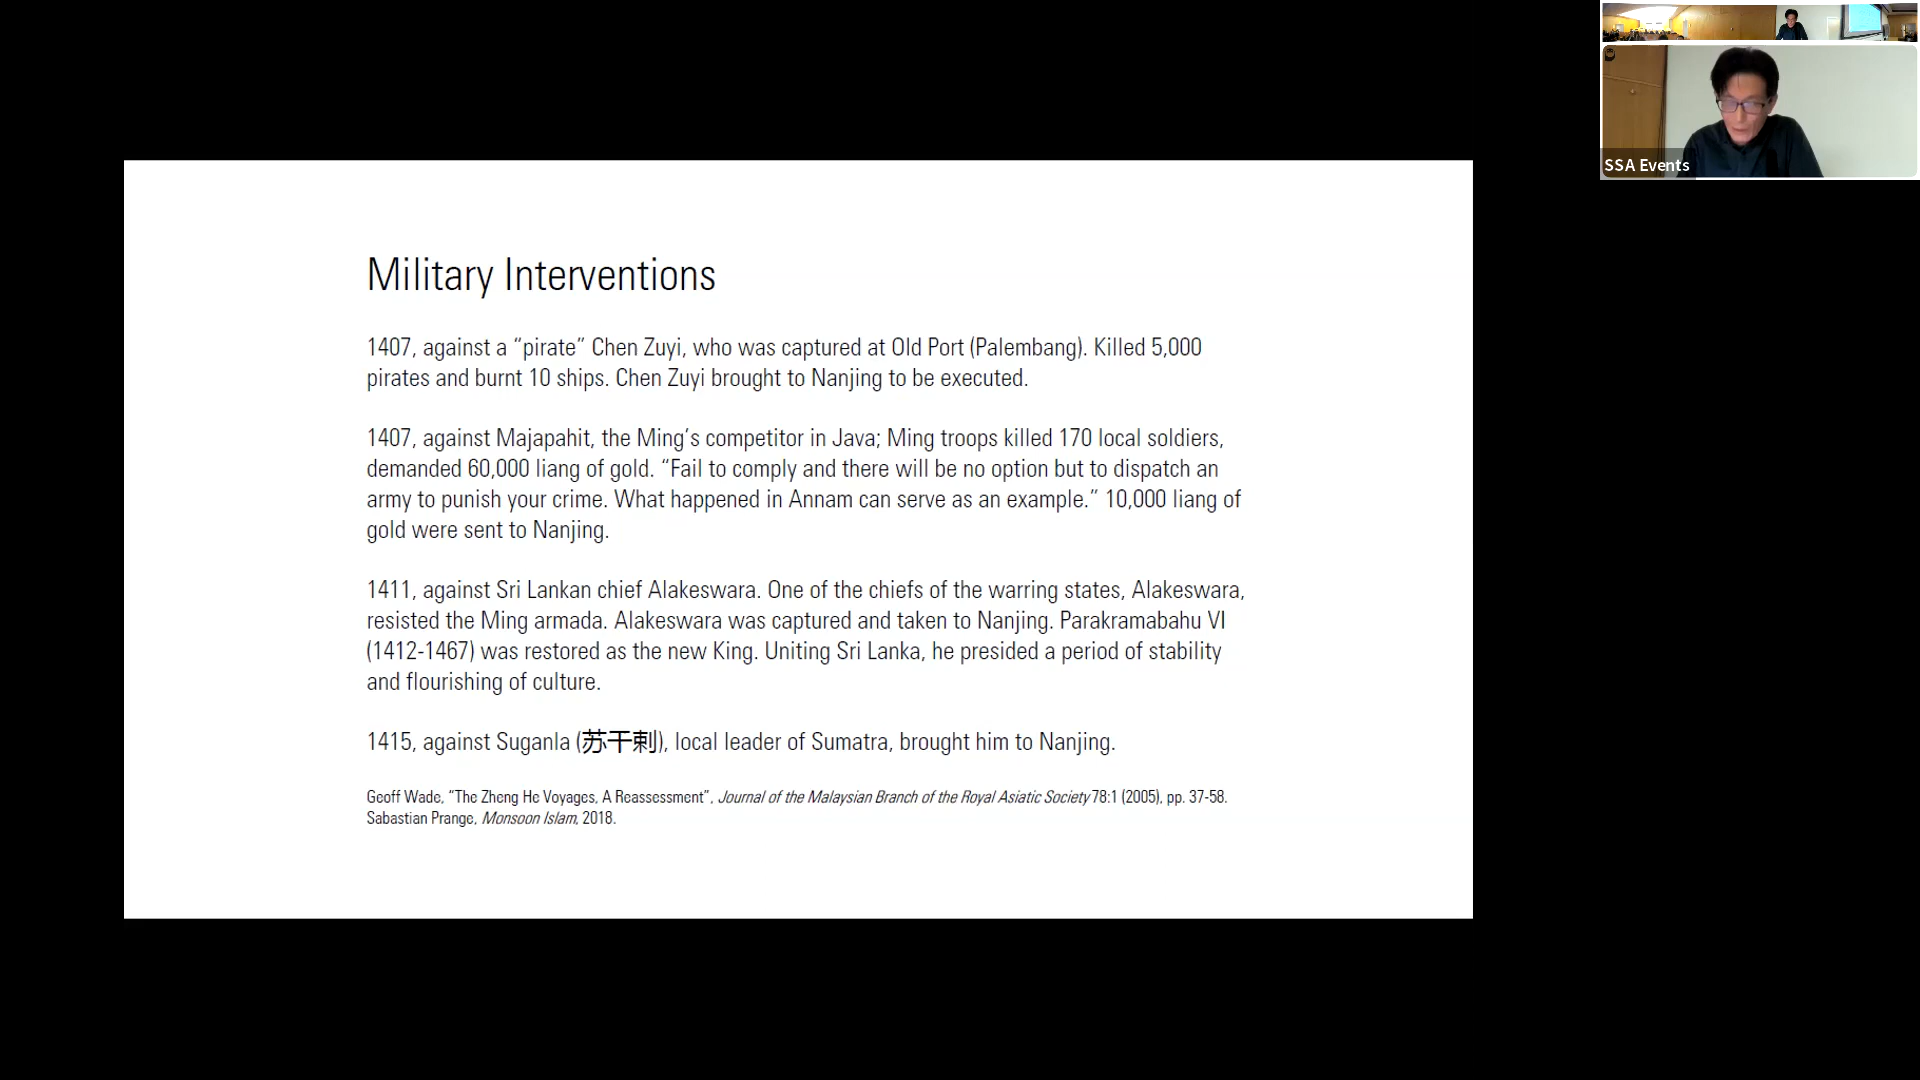 Military Interventions
1407, against a “pirate” Chen Zuyi, who was captured at Old Port (Palembang). Killed 5,000
pirates and burnt 10 ships. Chen Zuyi brought to Nanjing to be executed.
1407, against Majapahit, the Ming’s competitor in Java; Ming troops killed 170 local soldiers,
demanded 60,000 liang of gold. “Fail to comply and there will be no option but to dispatch an
army to punish your crime. What happened in Annam can serve as an example.” 10,000 liang of
gold were sent to Nanjing.
1411, against Sri Lankan chief Alakeswara. One of the chiefs of the warring states, Alakeswara,
resisted the Ming armada. Alakeswara was captured and taken to Nanjing. Parakramabahu VI
(1412-1467) was restored as the new King. Uniting Sri Lanka, he presided a period of stability
and flourishing of culture.
1415, against Suganla (苏干剌), local leader of Sumatra, brought him to Nanjing.
Geoff Wade, “The Zheng He Voyages, A Reassessment”, Journal of the Malaysian Branch of the Royal Asiatic Society 78:1 (2005), pp. 37-58.
Sabastian Prange, Monsoon Islam, 2018.
SSA Events